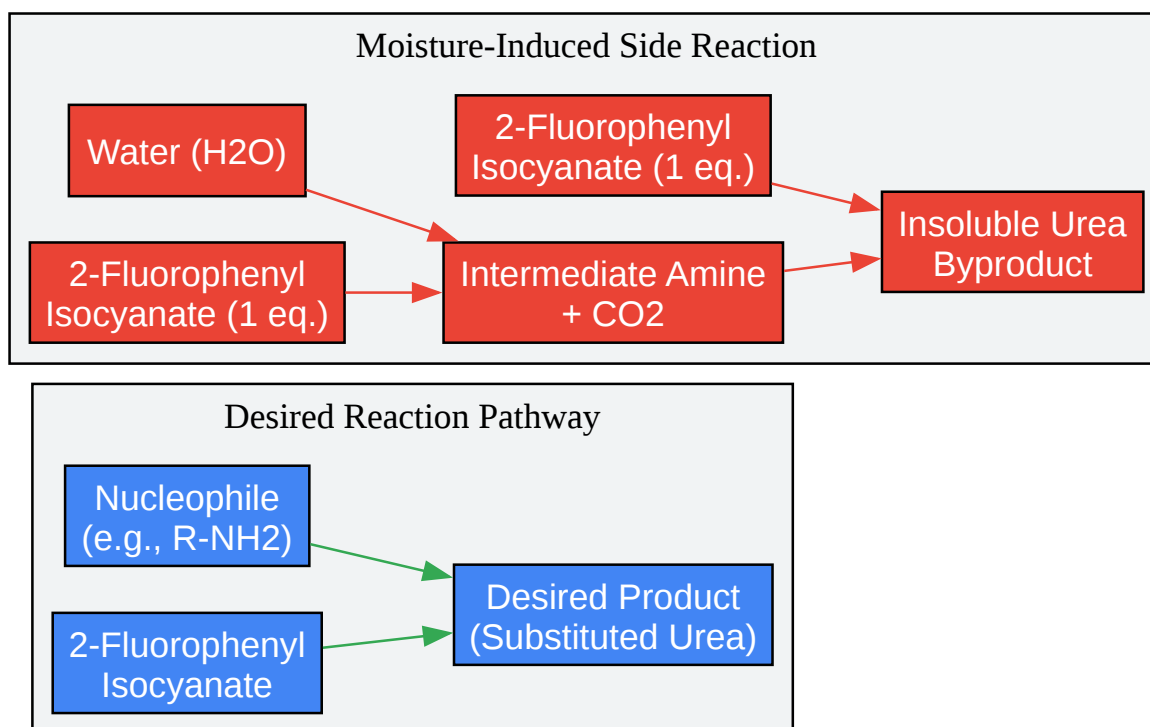 Moisture-Induced Side Reaction
Water (H2O)
2-Fluorophenyl
Isocyanate (1 eq.)
2-Fluorophenyl
Isocyanate (1 eq.)
Intermediate Amine
+ CO2
Insoluble Urea
Byproduct
Desired Reaction Pathway
Nucleophile
(e.g., R-NH2)
2-Fluorophenyl
Isocyanate
Desired Product
(Substituted Urea)